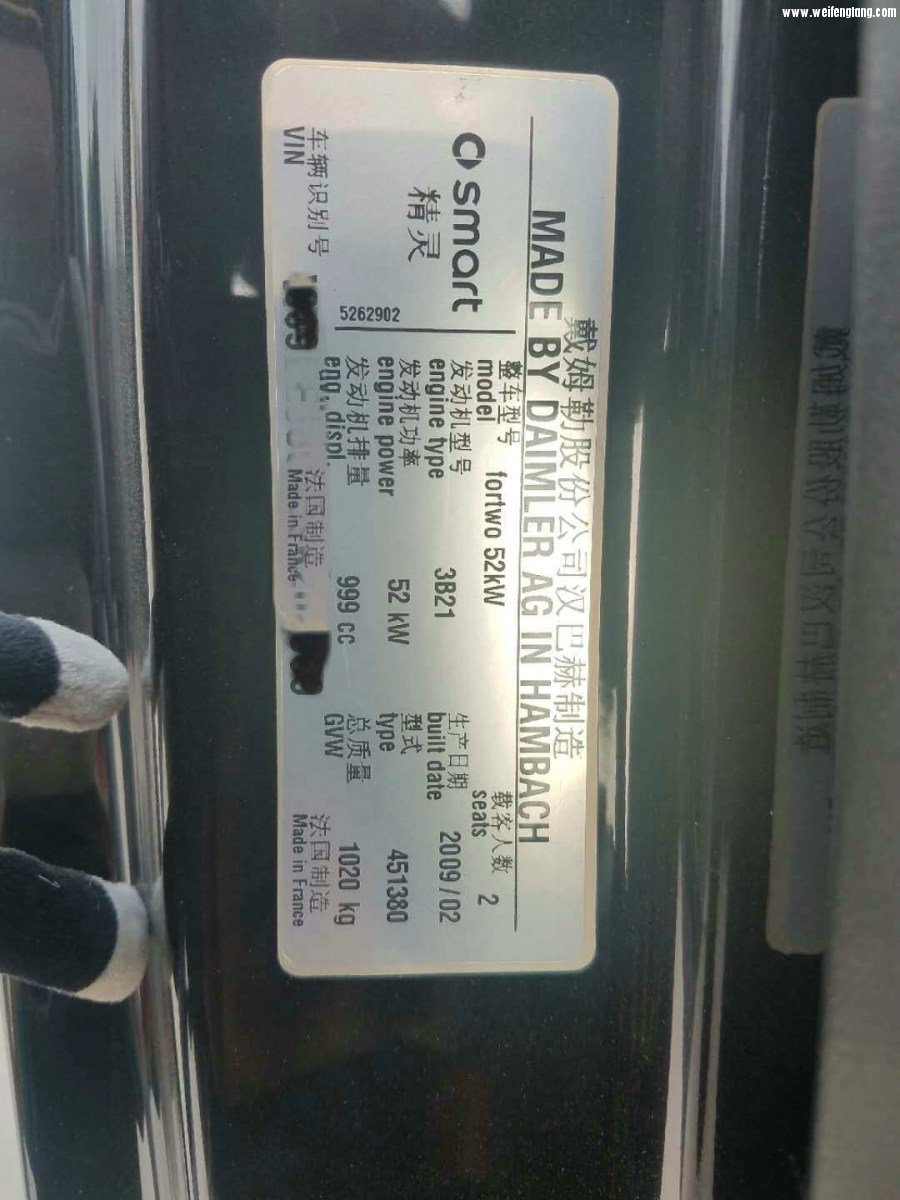 www.weifengtang.com
戴姆勒股份公司汉巴赫制造
MADE BY DAIMLER AG IN HAMBACH
smart
精灵
5262902
整车型号 fortwo 52kW 载客人数 2
model seats
发动机型号 3B21 生产日期 2009/02
engine type built date
发动机功率 52 kW 型式 451380
engine power type
发动机排量 999 cc 总质量 1020 kg
eng. displ. GVW
车辆识别号 法国制造 法国制造
VIN Made in France Made in France